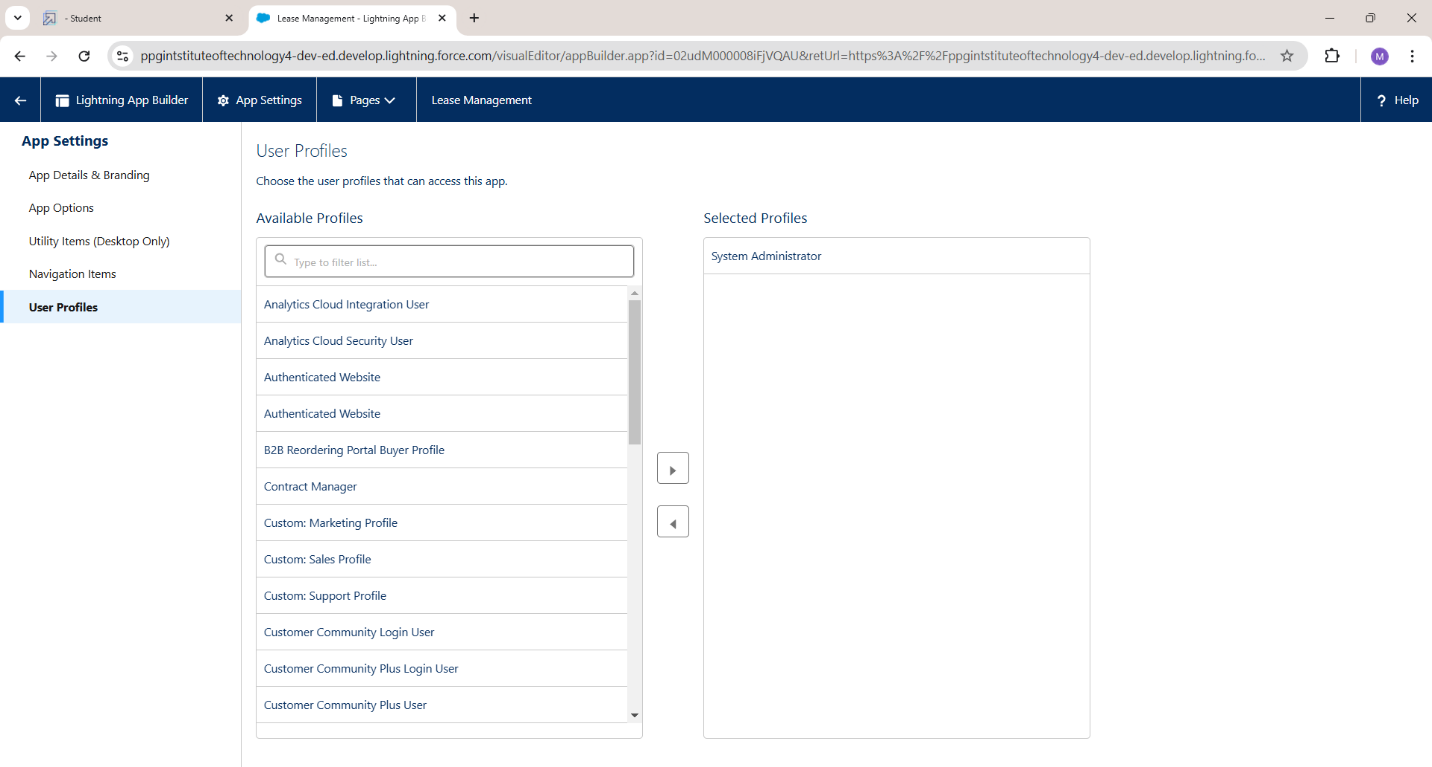 - Student
Lease Management - Lightning App B
ppgintstituteoftechnology4-dev-ed.develop.lightning.force.com/visualEditor/appBuilder.app?id=02udM000008iFjVQAU&retUrl=https%3A%2F%2Fppgintstituteoftechnology4-dev-ed.develop.lightning.fo...
M
Lightning App Builder
App Settings
Pages
Lease Management
? Help
App Settings
App Details & Branding
App Options
Utility Items (Desktop Only)
Navigation Items
User Profiles
User Profiles
Choose the user profiles that can access this app.
Available Profiles
Type to filter list...
Analytics Cloud Integration User
Analytics Cloud Security User
Authenticated Website
Authenticated Website
B2B Reordering Portal Buyer Profile
Contract Manager
Custom: Marketing Profile
Custom: Sales Profile
Custom: Support Profile
Customer Community Login User
Customer Community Plus Login User
Customer Community Plus User
Selected Profiles
System Administrator